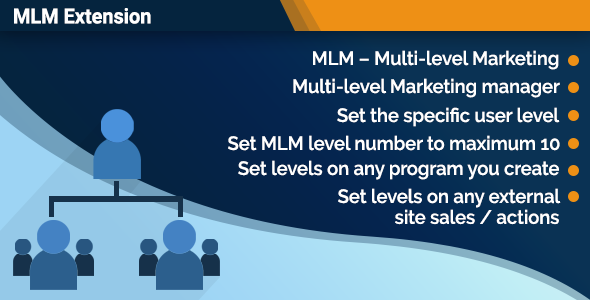 MLM Extension
MLM – Multi-level Marketing
Multi-level Marketing manager
Set the specific user level
Set MLM level number to maximum 10
Set levels on any program you create
Set levels on any external
site sales / actions